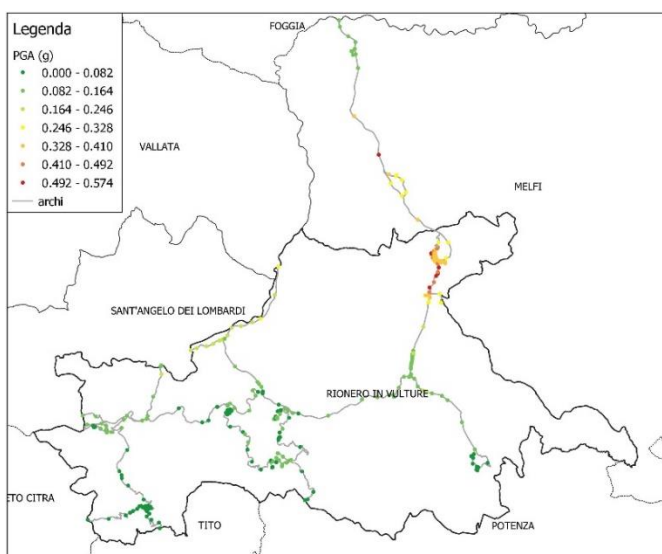 Legenda
PGA (g)
0.000 - 0.082
0.082 - 0.164
0.164 - 0.246
0.246 - 0.328
0.328 - 0.410
0.410 - 0.492
0.492 - 0.574
archi
FOGGIA
VALLATA
MELFI
SANT'ANGELO DEI LOMBARDI
RIONERO IN VULTURE
ETO CITRA
TITO
POTENZA